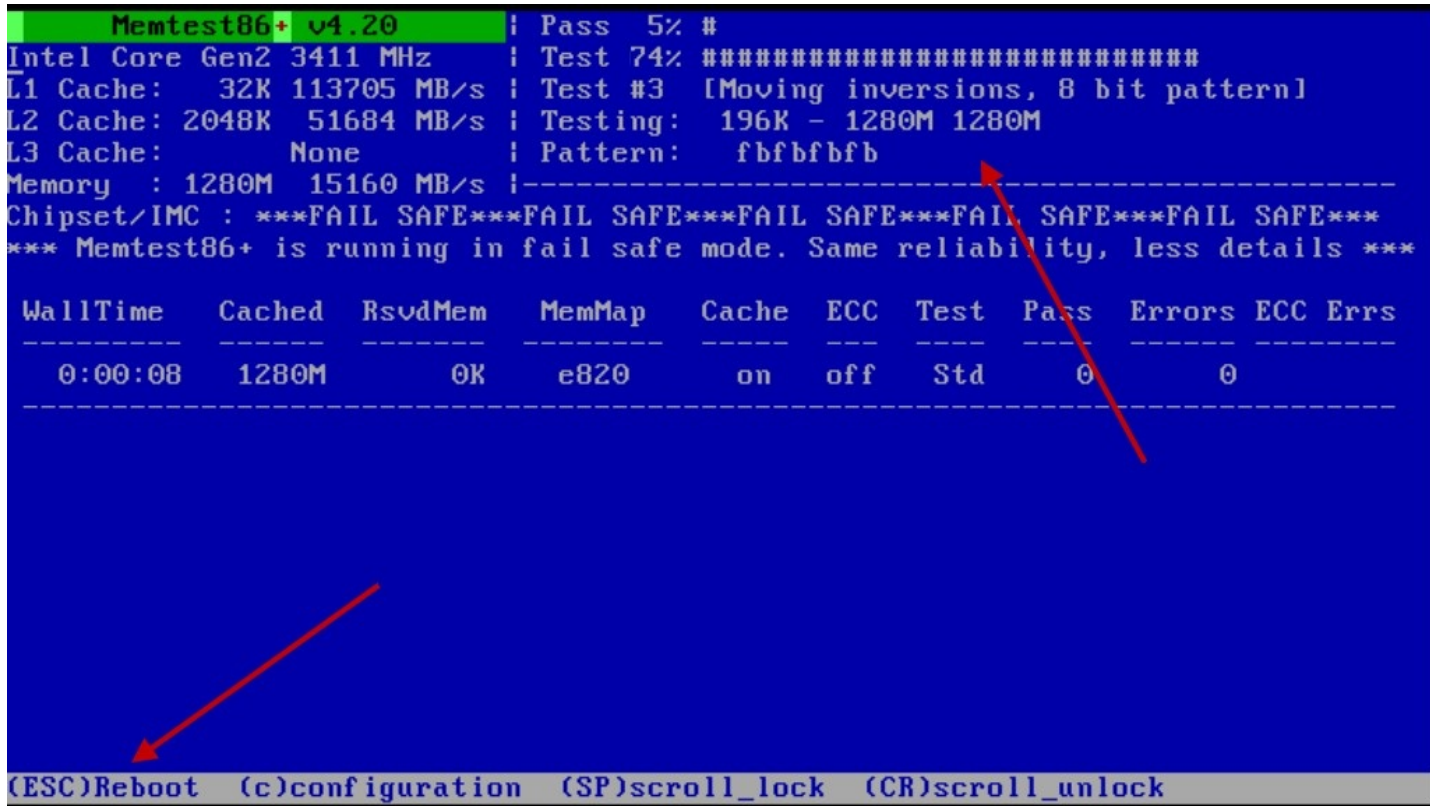 Memtest86+ v4.20 | Pass 5% #
Intel Core Gen2 3411 MHz | Test 74% ############################
L1 Cache: 32K 113705 MB/s | Test #3 [Moving inversions, 8 bit pattern]
L2 Cache: 2048K 51684 MB/s | Testing: 196K - 1280M 1280M
L3 Cache: None | Pattern: fbfbfbfb
Memory : 1280M 15160 MB/s |-------------------------------------------------
Chipset/IMC : ***FAIL SAFE***FAIL SAFE***FAIL SAFE***FAIL SAFE***FAIL SAFE***
*** Memtest86+ is running in fail safe mode. Same reliability, less details ***
WallTime Cached RsvdMem MemMap Cache ECC Test Pass Errors ECC Errs
--------- ------ ------- -------- ----- --- ---- ---- ------ --------
0:00:08 1280M 0K e820 on off Std 0 0
-----------------------------------------------------------------------------
(ESC)Reboot (c)configuration (SP)scroll_lock (CR)scroll_unlock